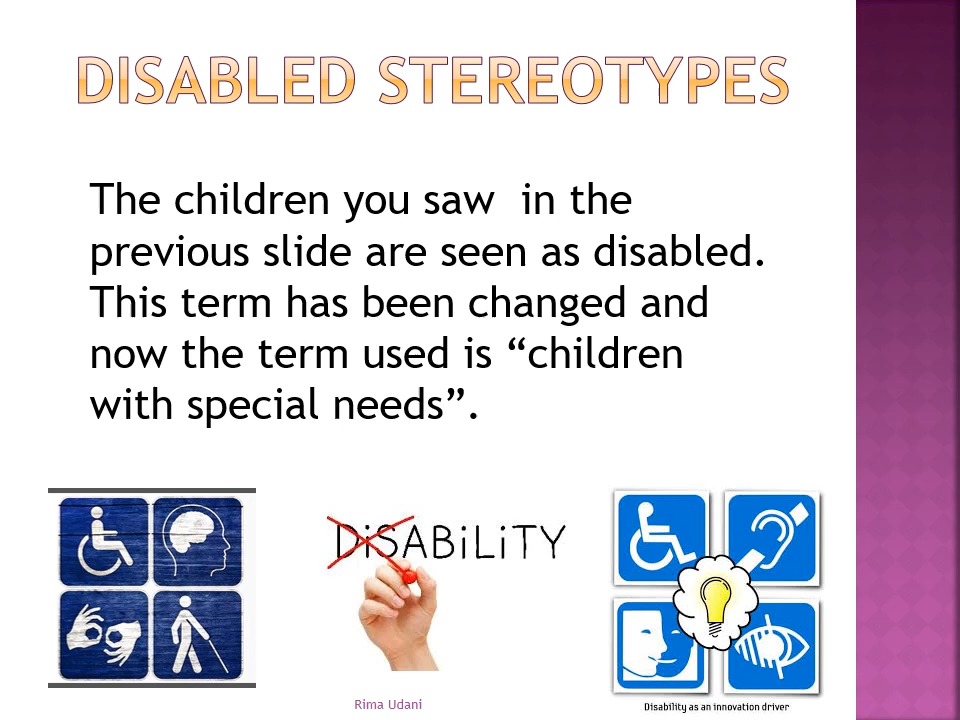 DISABLED STEREOTYPES
The children you saw  in the
previous slide are seen as disabled.
This term has been changed and
now the term used is “children
with special needs”.
DiSABiLiTY
Rima Udani
Disability as an innovation driver